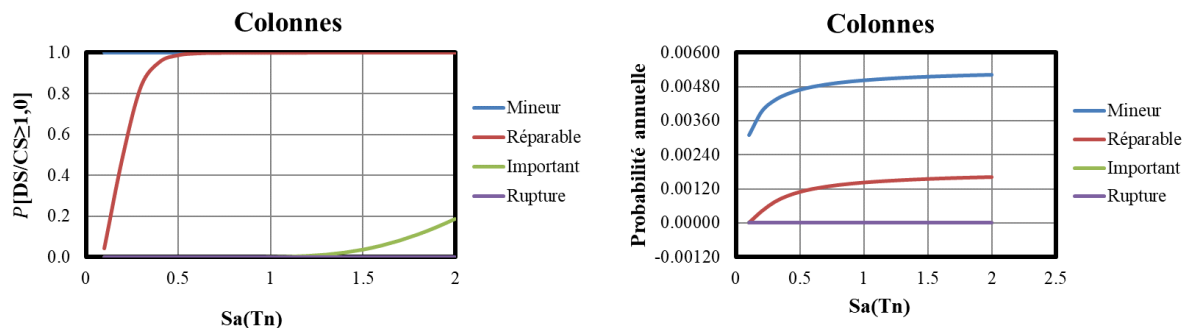 Colonnes
P[DS/CS≥1,0]
1.0
0.8
0.6
0.4
0.2
0.0
0
0.5
1
1.5
2
Sa(Tn)
Mineur
Réparable
Important
Rupture
Colonnes
Probabilité annuelle
0.00600
0.00480
0.00360
0.00240
0.00120
0.00000
-0.00120
0
0.5
1
1.5
2
2.5
Sa(Tn)
Mineur
Réparable
Important
Rupture